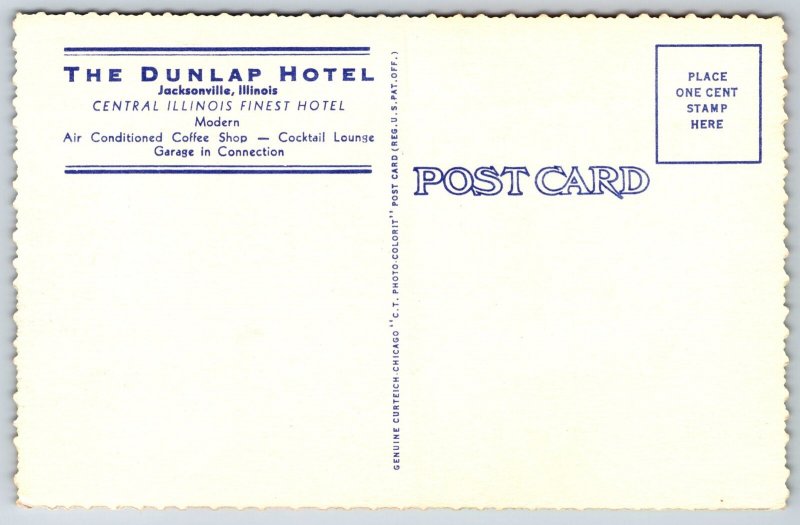 THE DUNLAP HOTEL
Jacksonville, Illinois
CENTRAL ILLINOIS FINEST HOTEL
Modern
Air Conditioned Coffee Shop — Cocktail Lounge
Garage in Connection
GENUINE CURTEICH-CHICAGO "C.T. PHOTO-COLORIT" POST CARD (REG.U.S.PAT.OFF.)
POST CARD
PLACE
ONE CENT
STAMP
HERE